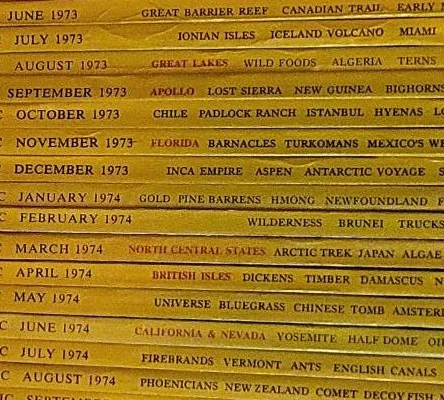 JUNE 1973 GREAT BARRIER REEF CANADIAN TRAIL EARLY
JULY 1973 IONIAN ISLES ICELAND VOLCANO MIAMI
AUGUST 1973 GREAT LAKES WILD FOODS ALGERIA TERNS
SEPTEMBER 1973 APOLLO LOST SIERRA NEW GUINEA BIGHORNS
C OCTOBER 1973 CHILE PADLOCK RANCH ISTANBUL HYENAS
NOVEMBER 1973 FLORIDA BARNACLES TURKOMANS MEXICO'S WE
DECEMBER 1973 INCA EMPIRE ASPEN ANTARCTIC VOYAGE S
C JANUARY 1974 GOLD PINE BARRENS HMONG NEWFOUNDLAND F
C FEBRUARY 1974 WILDERNESS BRUNEI TRUCKS
C MARCH 1974 NORTH CENTRAL STATES ARCTIC TREK JAPAN ALGAE
C APRIL 1974 BRITISH ISLES DICKENS TIMBER DAMASCUS N
C MAY 1974 UNIVERSE BLUEGRASS CHINESE TOMB AMSTER
C JUNE 1974 CALIFORNIA & NEVADA YOSEMITE HALF DOME OI
C JULY 1974 FIREBRANDS VERMONT ANTS ENGLISH CANALS
C AUGUST 1974 PHOENICIANS NEW ZEALAND COMET DECOY FISH